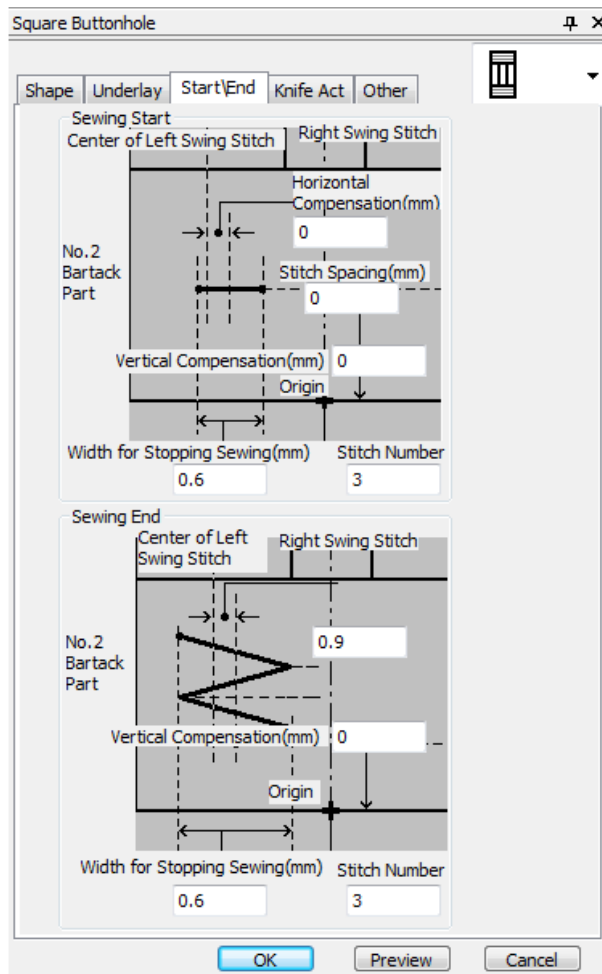 Square Buttonhole
Shape
Underlay
Start\End
Knife Act
Other
Sewing Start
Center of Left Swing Stitch
Right Swing Stitch
Horizontal
Compensation(mm)
0
No.2
Bartack
Part
Stitch Spacing(mm)
0
Vertical Compensation(mm)
0
Origin
Width for Stopping Sewing(mm)
Stitch Number
0.6
3
Sewing End
Center of Left
Swing Stitch
Right Swing Stitch
No.2
Bartack
Part
0.9
Vertical Compensation(mm)
0
Origin
Width for Stopping Sewing(mm)
Stitch Number
0.6
3
OK
Preview
Cancel